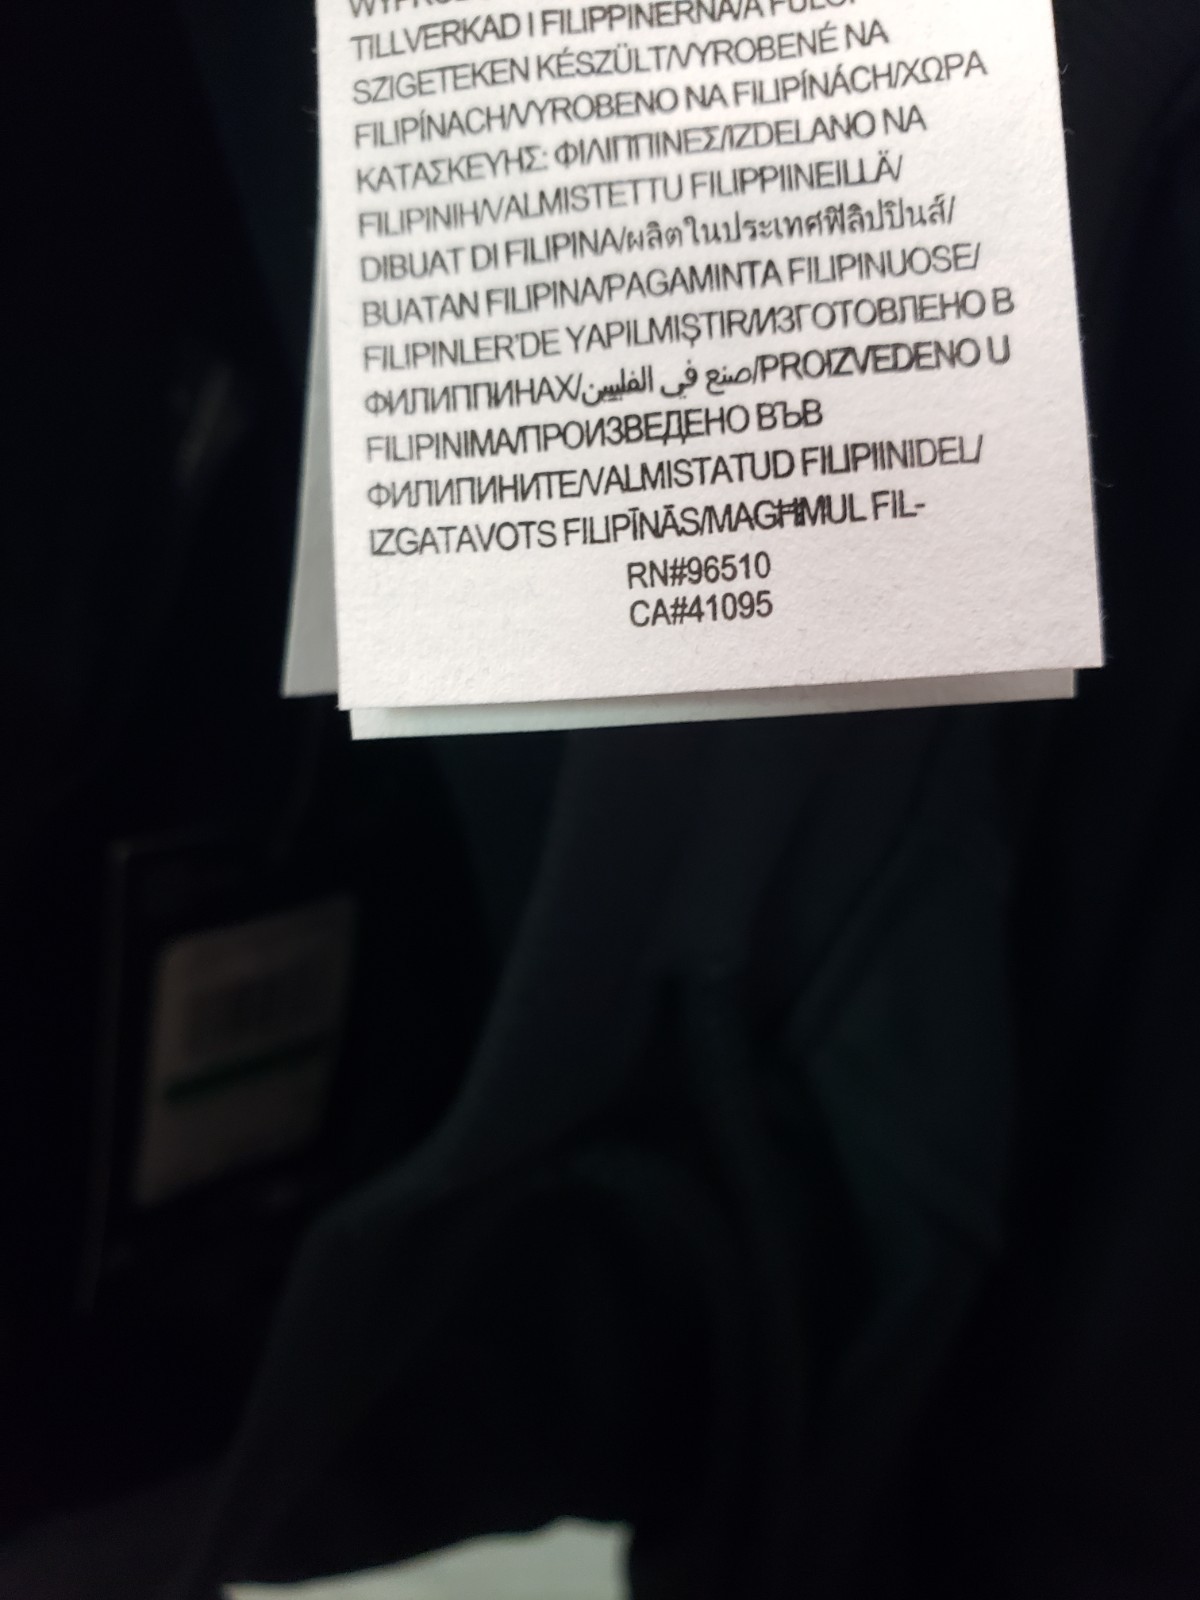 TILLVERKAD I FILIPPINERNA/A FÜLÖP
SZIGETEKEN KÉSZÜLT/VYROBENÉ NA
FILIPÍNACH/VYROBENO NA FILIPÍNÁCH/ΧΩΡΑ
ΚΑΤΑΣΚΕΥΗΣ: ΦΙΛΙΠΠΙΝΕΣ/IZDELANO NA
FILIPINIH/VALMISTETTU FILIPPIINEILLÄ/
DIBUAT DI FILIPINA/ผลิตในประเทศฟิลิปปินส์/
BUATAN FILIPINA/PAGAMINTA FILIPINUOSE/
FILIPINLER'DE YAPILMIŞTIR/ИЗГОТОВЛЕНО В
ФИЛИППИНАХ/صنع في الفلبين/PROIZVEDENO U
FILIPINIMA/ПРОИЗВЕДЕНО ВЪВ
ФИЛИПИНИТЕ/VALMISTATUD FILIPIINIDEL/
IZGATAVOTS FILIPĪNĀS/MAGĦMUL FIL-
RN#96510
CA#41095